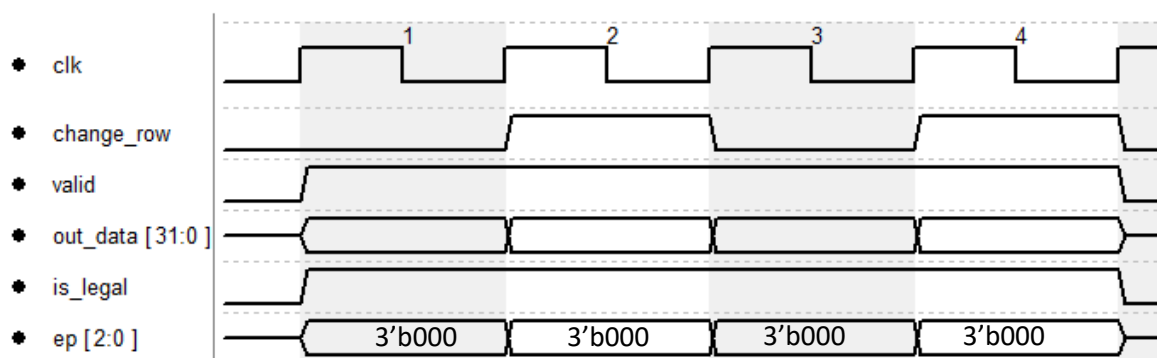 1 2 3 4
clk
change_row
valid
out_data [ 31:0 ]
is_legal
ep [ 2:0 ] 3'b000 3'b000 3'b000 3'b000